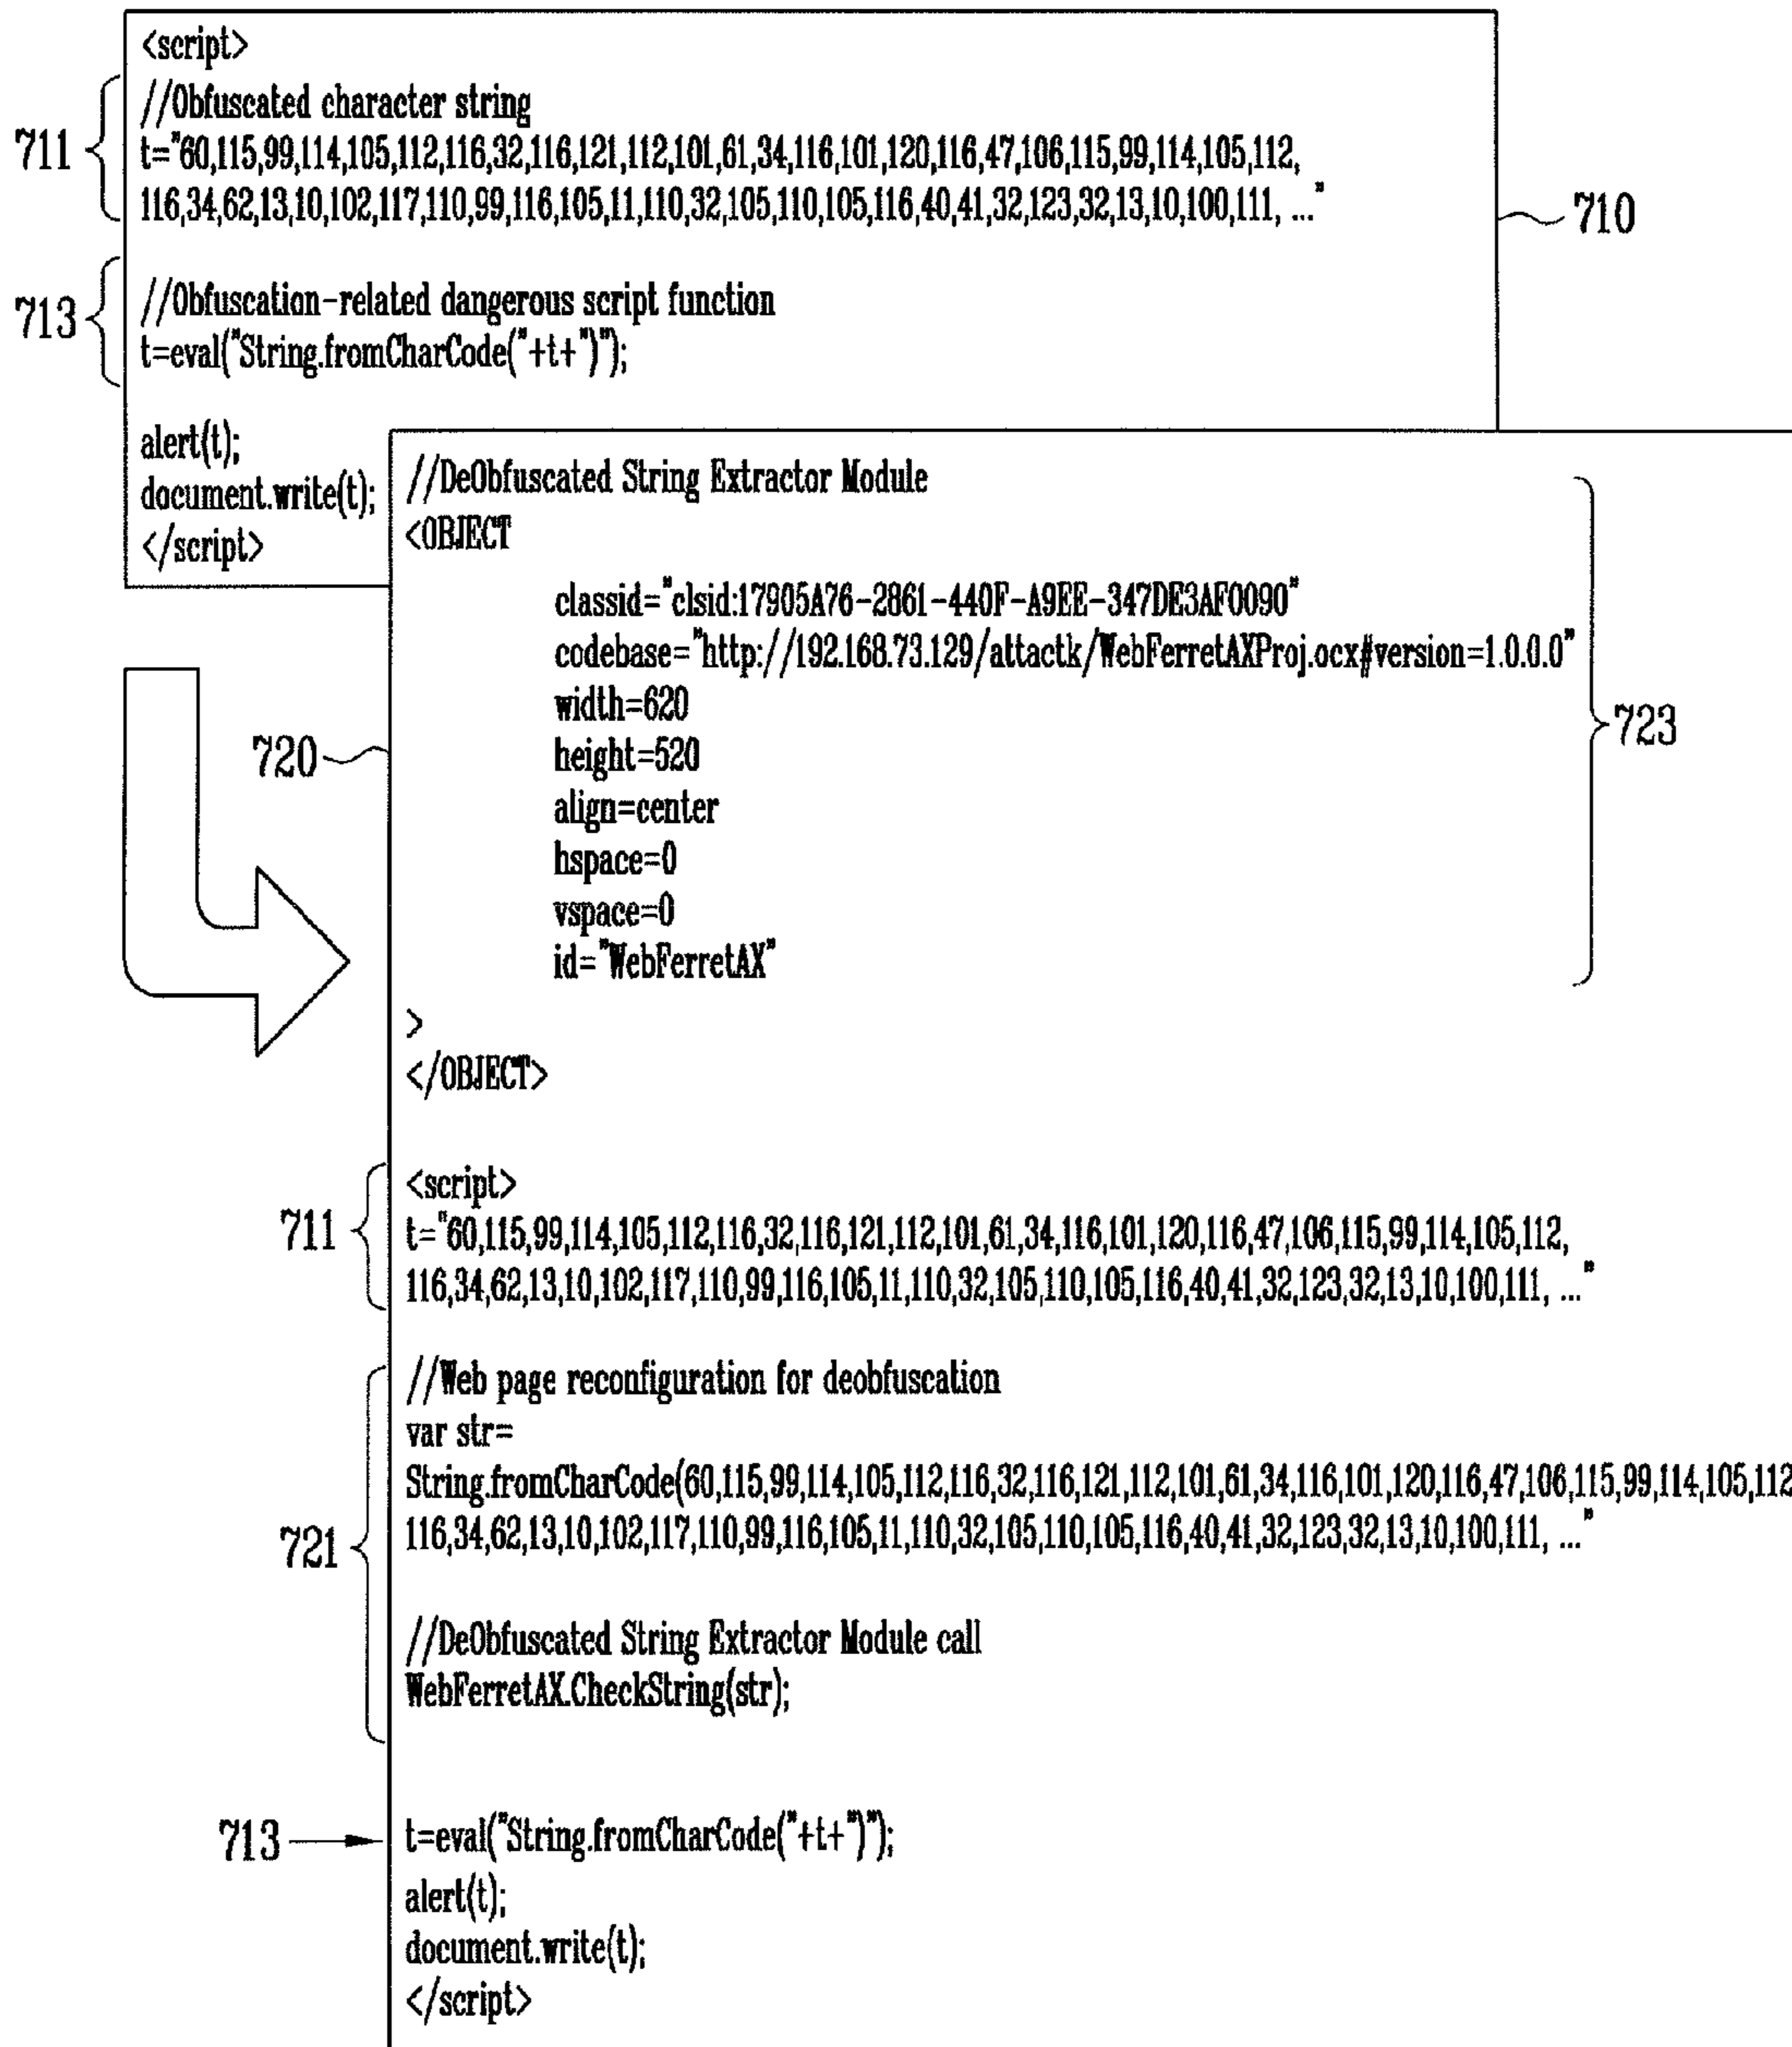 <script>
//Obfuscated character string
711
t="60,115,99,114,105,112,116,32,116,121,112,101,61,34,116,101,120,116,47,106,115,99,114,105,112,
116,34,62,13,10,102,117,110,99,116,105,11,110,32,105,110,105,116,40,41,32,123,32,13,10,100,111, ..."
710
713
//Obfuscation-related dangerous script function
t=eval("String.fromCharCode("+t+")");
alert(t);
document.write(t);
</script>
//DeObfuscated String Extractor Module
<OBJECT
classid="clsid:17905A76-2861-440F-A9EE-347DE3AF0090"
codebase="http://192.168.73.129/attactk/WebFerretAXProj.ocx#version=1.0.0.0"
width=620
723
720
height=520
align=center
hspace=0
vspace=0
id="WebFerretAX"
>
</OBJECT>
<script>
711
t="60,115,99,114,105,112,116,32,116,121,112,101,61,34,116,101,120,116,47,106,115,99,114,105,112,
116,34,62,13,10,102,117,110,99,116,105,11,110,32,105,110,105,116,40,41,32,123,32,13,10,100,111, ..."
//Web page reconfiguration for deobfuscation
var str=
String.fromCharCode(60,115,99,114,105,112,116,32,116,121,112,101,61,34,116,101,120,116,47,106,115,99,114,105,112
116,34,62,13,10,102,117,110,99,116,105,11,110,32,105,110,105,116,40,41,32,123,32,13,10,100,111, ..."
721
//DeObfuscated String Extractor Module call
WebFerretAX.CheckString(str);
713
t=eval("String.fromCharCode("+t+")");
alert(t);
document.write(t);
</script>